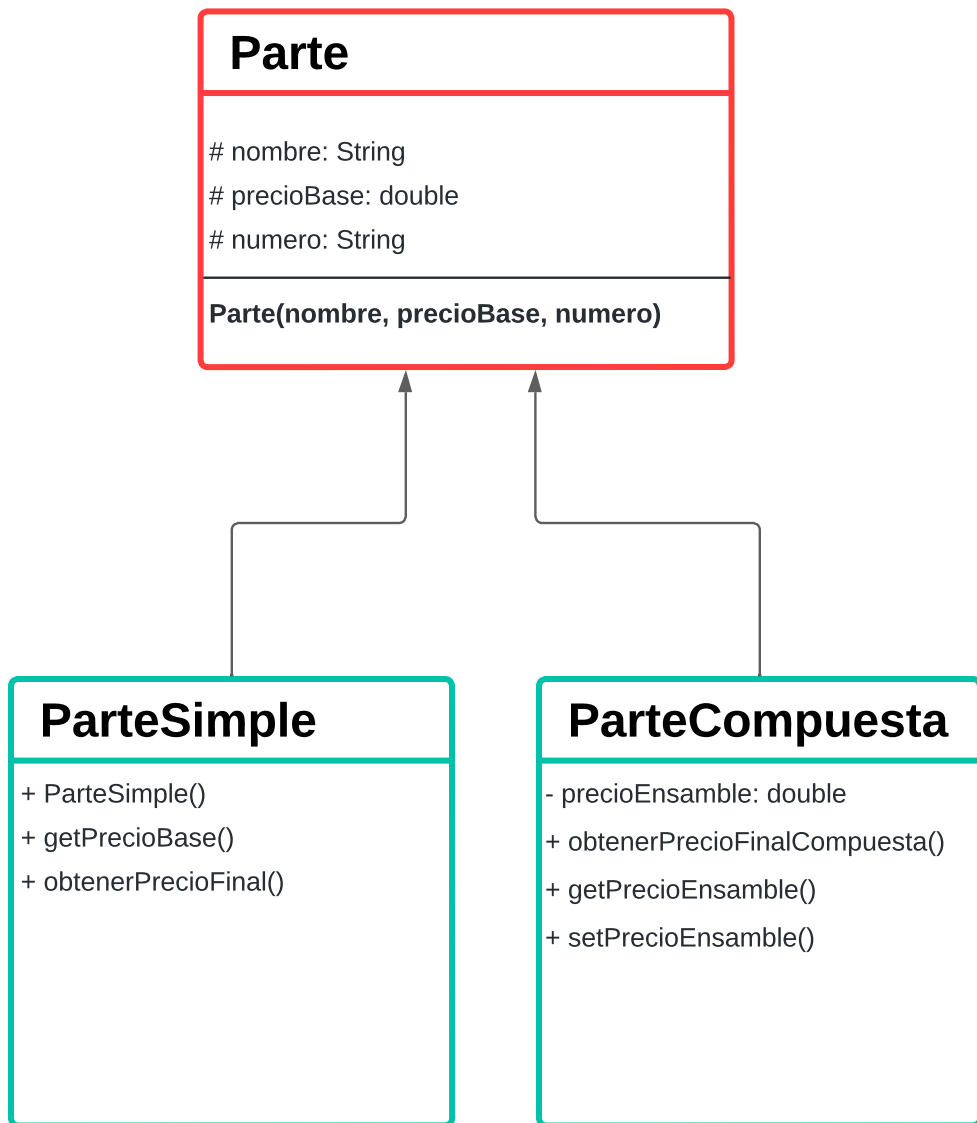 Parte
# nombre: String
# precioBase: double
# numero: String
Parte(nombre, precioBase, numero)
ParteSimple
+ ParteSimple()
+ getPrecioBase()
+ obtenerPrecioFinal()
ParteCompuesta
- precioEnsamble: double
+ obtenerPrecioFinalCompuesta()
+ getPrecioEnsamble()
+ setPrecioEnsamble()